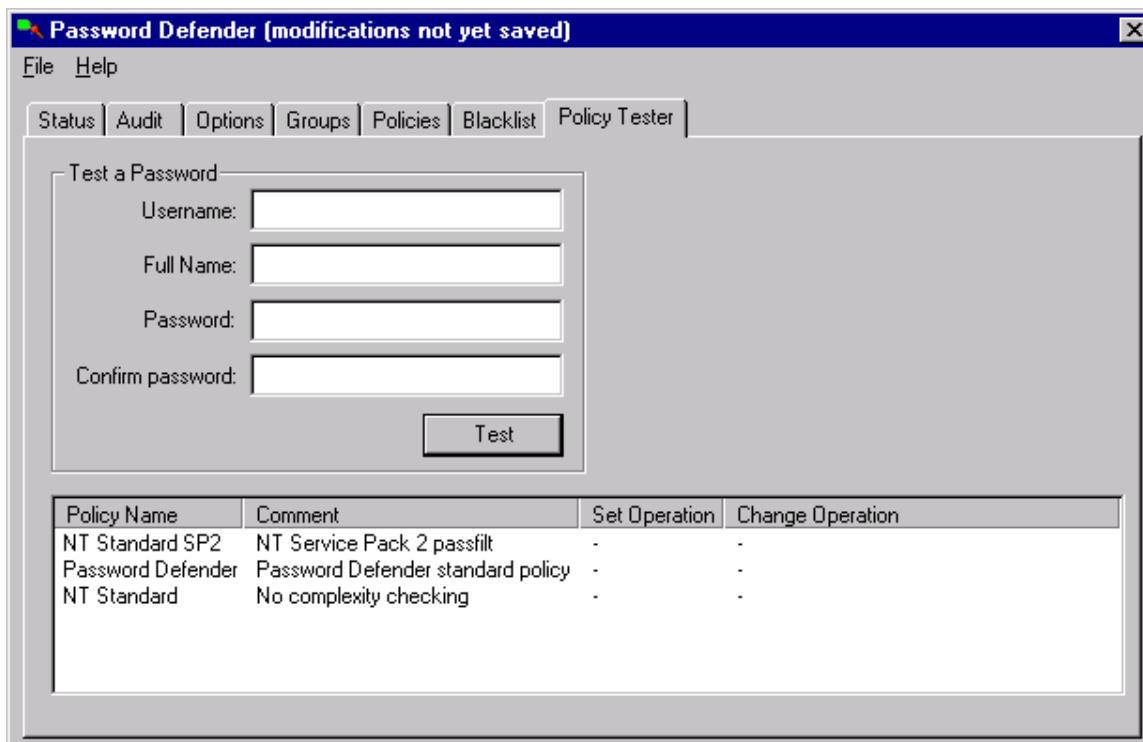 Password Defender (modifications not yet saved)
File Help
Status Audit Options Groups Policies Blacklist Policy Tester
Test a Password
Username:
Full Name:
Password:
Confirm password:
Test
Policy Name Comment Set Operation Change Operation
NT Standard SP2 NT Service Pack 2 passfilt - -
Password Defender Password Defender standard policy - -
NT Standard No complexity checking - -